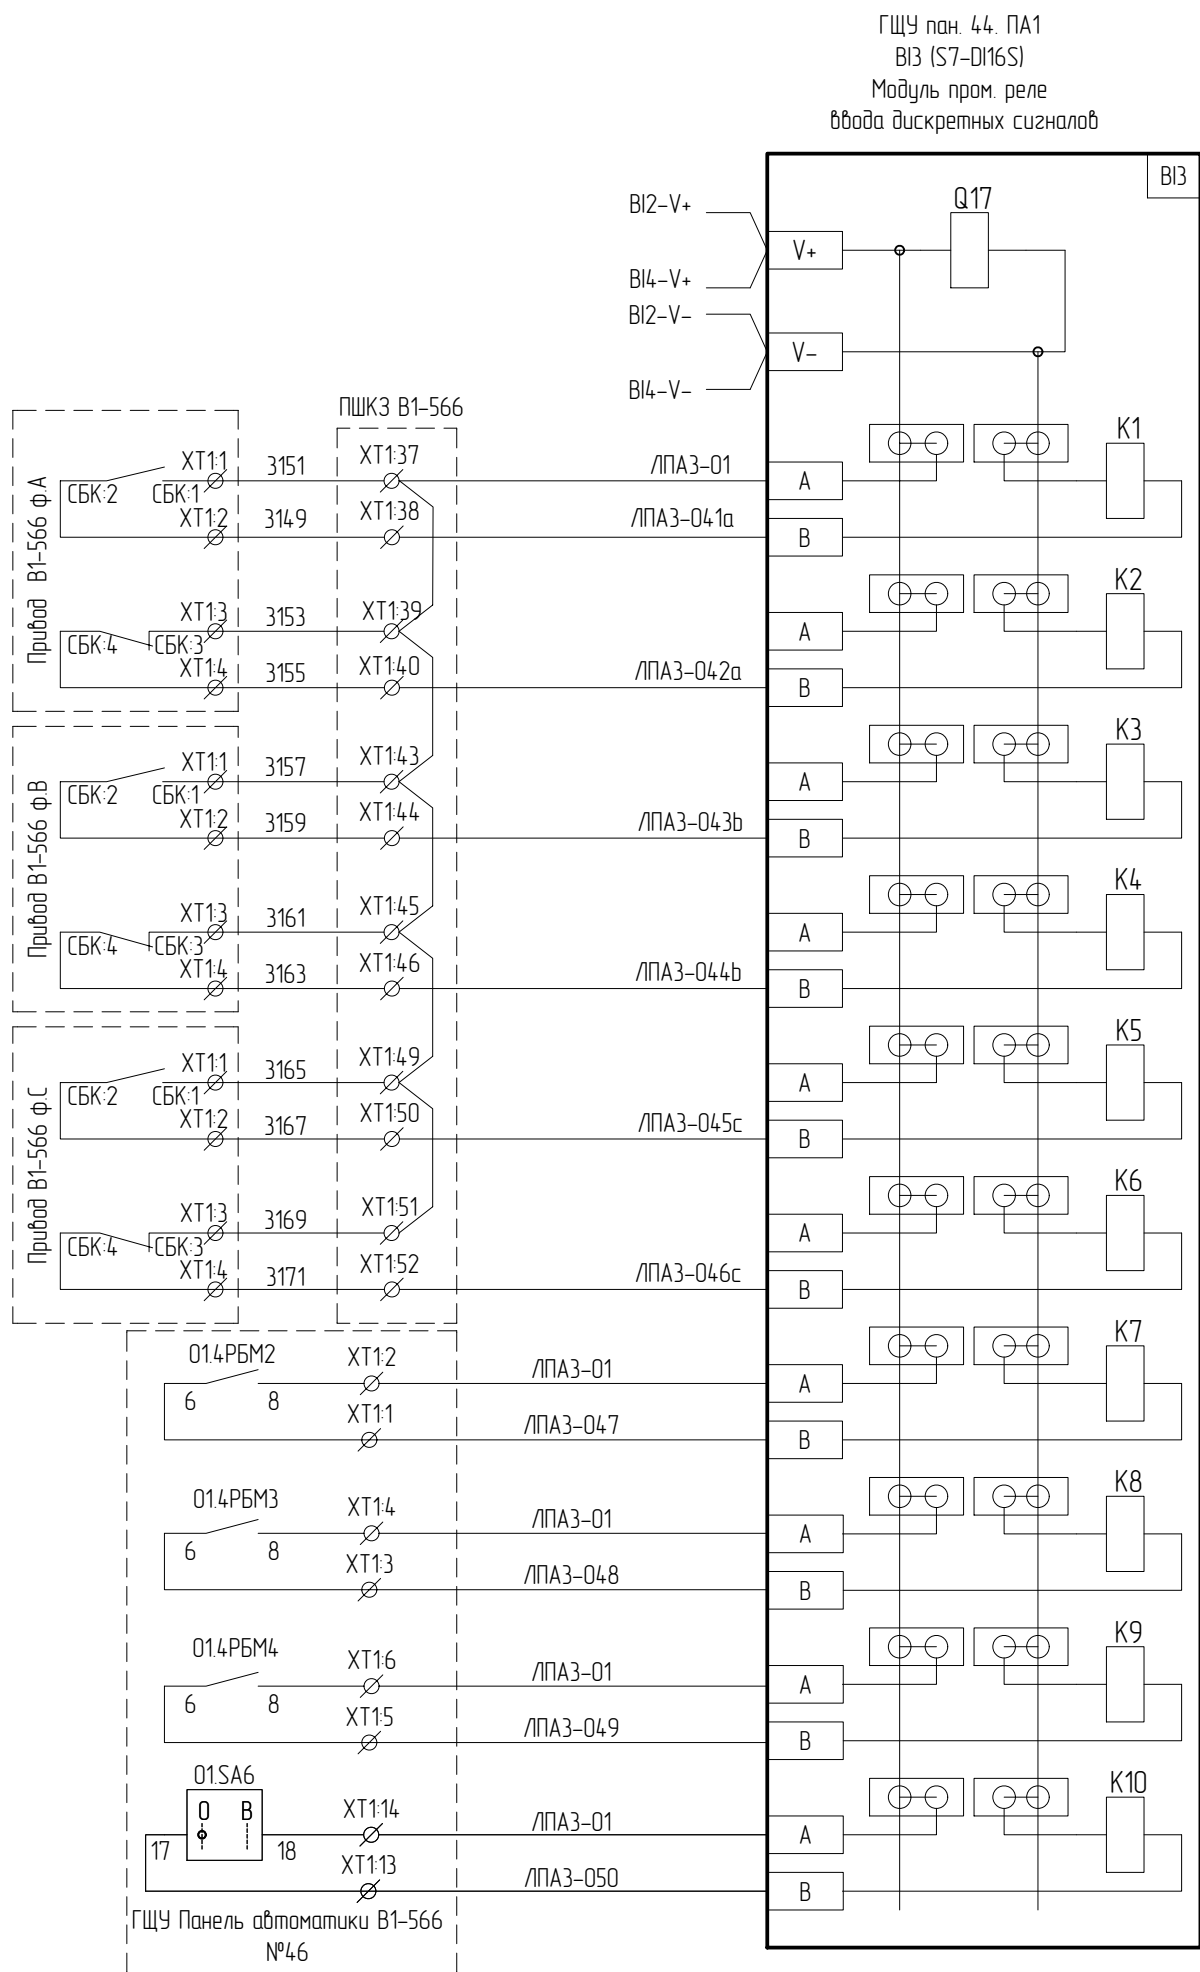 ГЩУ пан. 44. ПА1
BI3 (S7-DI16S)
Модуль пром. реле
ввода дискретных сигналов
BI3
BI2-V+
BI4-V+
V+
Q17
BI2-V-
BI4-V-
V-
ПШКЗ В1-566
Привод В1-566 ф.А
СБК:2
СБК:1
XT1:1
3151
XT1:37
ЛПА3-01
A
K1
XT1:2
3149
XT1:38
ЛПА3-041а
B
СБК:4
СБК:3
XT1:3
3153
XT1:39
A
K2
XT1:4
3155
XT1:40
ЛПА3-042а
B
Привод В1-566 ф.В
СБК:2
СБК:1
XT1:1
3157
XT1:43
A
K3
XT1:2
3159
XT1:44
ЛПА3-043b
B
СБК:4
СБК:3
XT1:3
3161
XT1:45
A
K4
XT1:4
3163
XT1:46
ЛПА3-044b
B
Привод В1-566 ф.С
СБК:2
СБК:1
XT1:1
3165
XT1:49
A
K5
XT1:2
3167
XT1:50
ЛПА3-045c
B
СБК:4
СБК:3
XT1:3
3169
XT1:51
A
K6
XT1:4
3171
XT1:52
ЛПА3-046c
B
01.4РБМ2
6
8
XT1:2
ЛПА3-01
A
K7
XT1:1
ЛПА3-047
B
01.4РБМ3
6
8
XT1:4
ЛПА3-01
A
K8
XT1:3
ЛПА3-048
B
01.4РБМ4
6
8
XT1:6
ЛПА3-01
A
K9
XT1:5
ЛПА3-049
B
01.SA6
О В
17
18
XT1:14
ЛПА3-01
A
K10
XT1:13
ЛПА3-050
B
ГЩУ Панель автоматики В1-566
№46